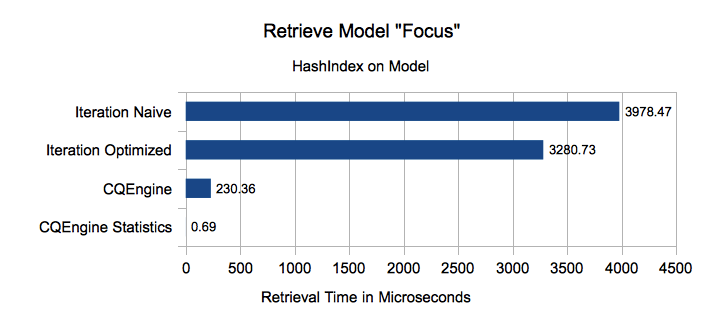 Retrieve Model "Focus"
HashIndex on Model
Iteration Naive 3978.47
Iteration Optimized 3280.73
CQEngine 230.36
CQEngine Statistics 0.69
0 500 1000 1500 2000 2500 3000 3500 4000 4500
Retrieval Time in Microseconds